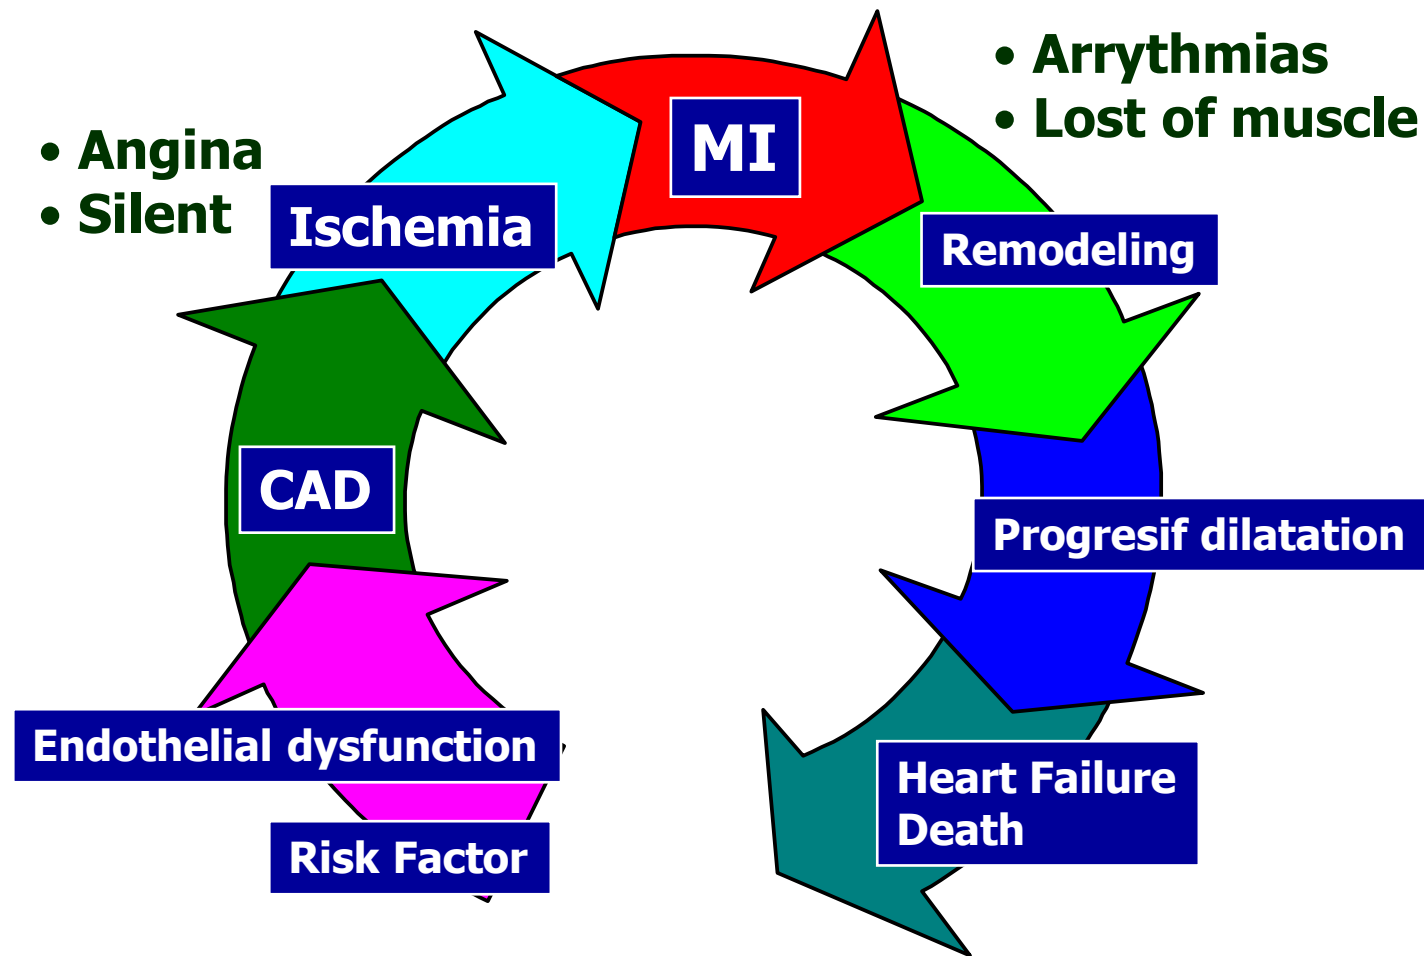 • Arrythmias
• Lost of muscle
MI
• Angina
• Silent
Ischemia
Remodeling
CAD
Progresif dilatation
Endothelial dysfunction
Heart Failure
Death
Risk Factor